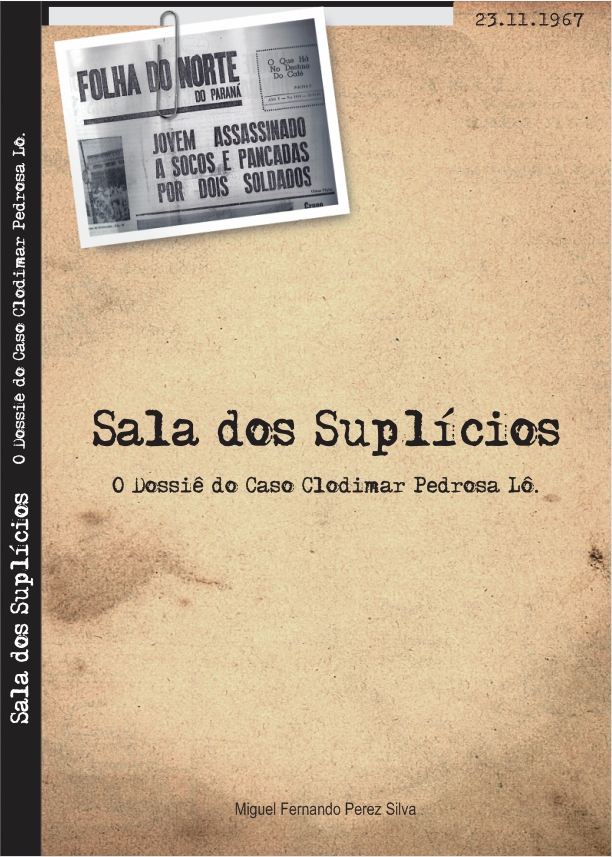 23.11.1967
FOLHA DO NORTE
DO PARANÁ
O Que Há
No Destino
Do Café
JOVEM ASSASSINADO
A SOCOS E PANCADAS
POR DOIS SOLDADOS
Sala dos Suplícios
O Dossiê do Caso Clodimar Pedrosa Lô.
Miguel Fernando Perez Silva
Sala dos Suplícios O Dossiê do Caso Clodimar Pedrosa Lô.